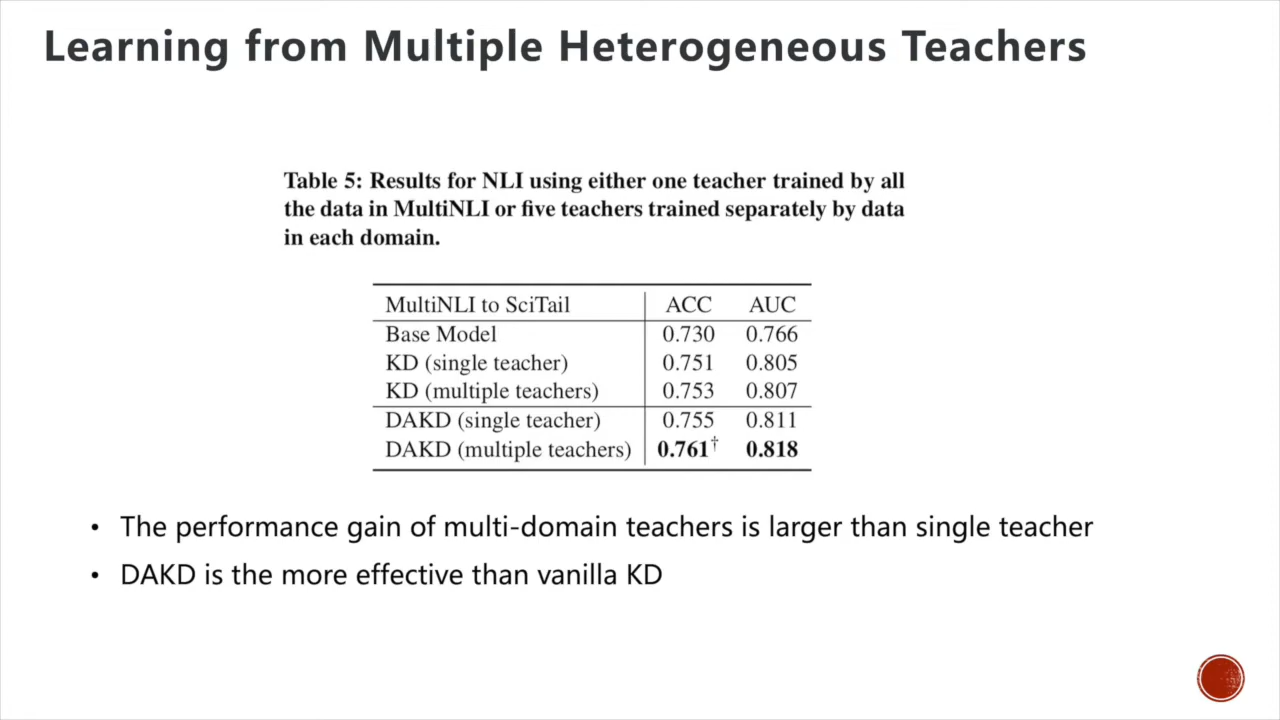 Learning from Multiple Heterogeneous Teachers
Table 5: Results for NLI using either one teacher trained by all
the data in MultiNLI or five teachers trained separately by data
in each domain.
MultiNLI to SciTail ACC AUC
Base Model 0.730 0.766
KD (single teacher) 0.751 0.805
KD (multiple teachers) 0.753 0.807
DAKD (single teacher) 0.755 0.811
DAKD (multiple teachers) 0.761† 0.818
• The performance gain of multi-domain teachers is larger than single teacher
• DAKD is the more effective than vanilla KD